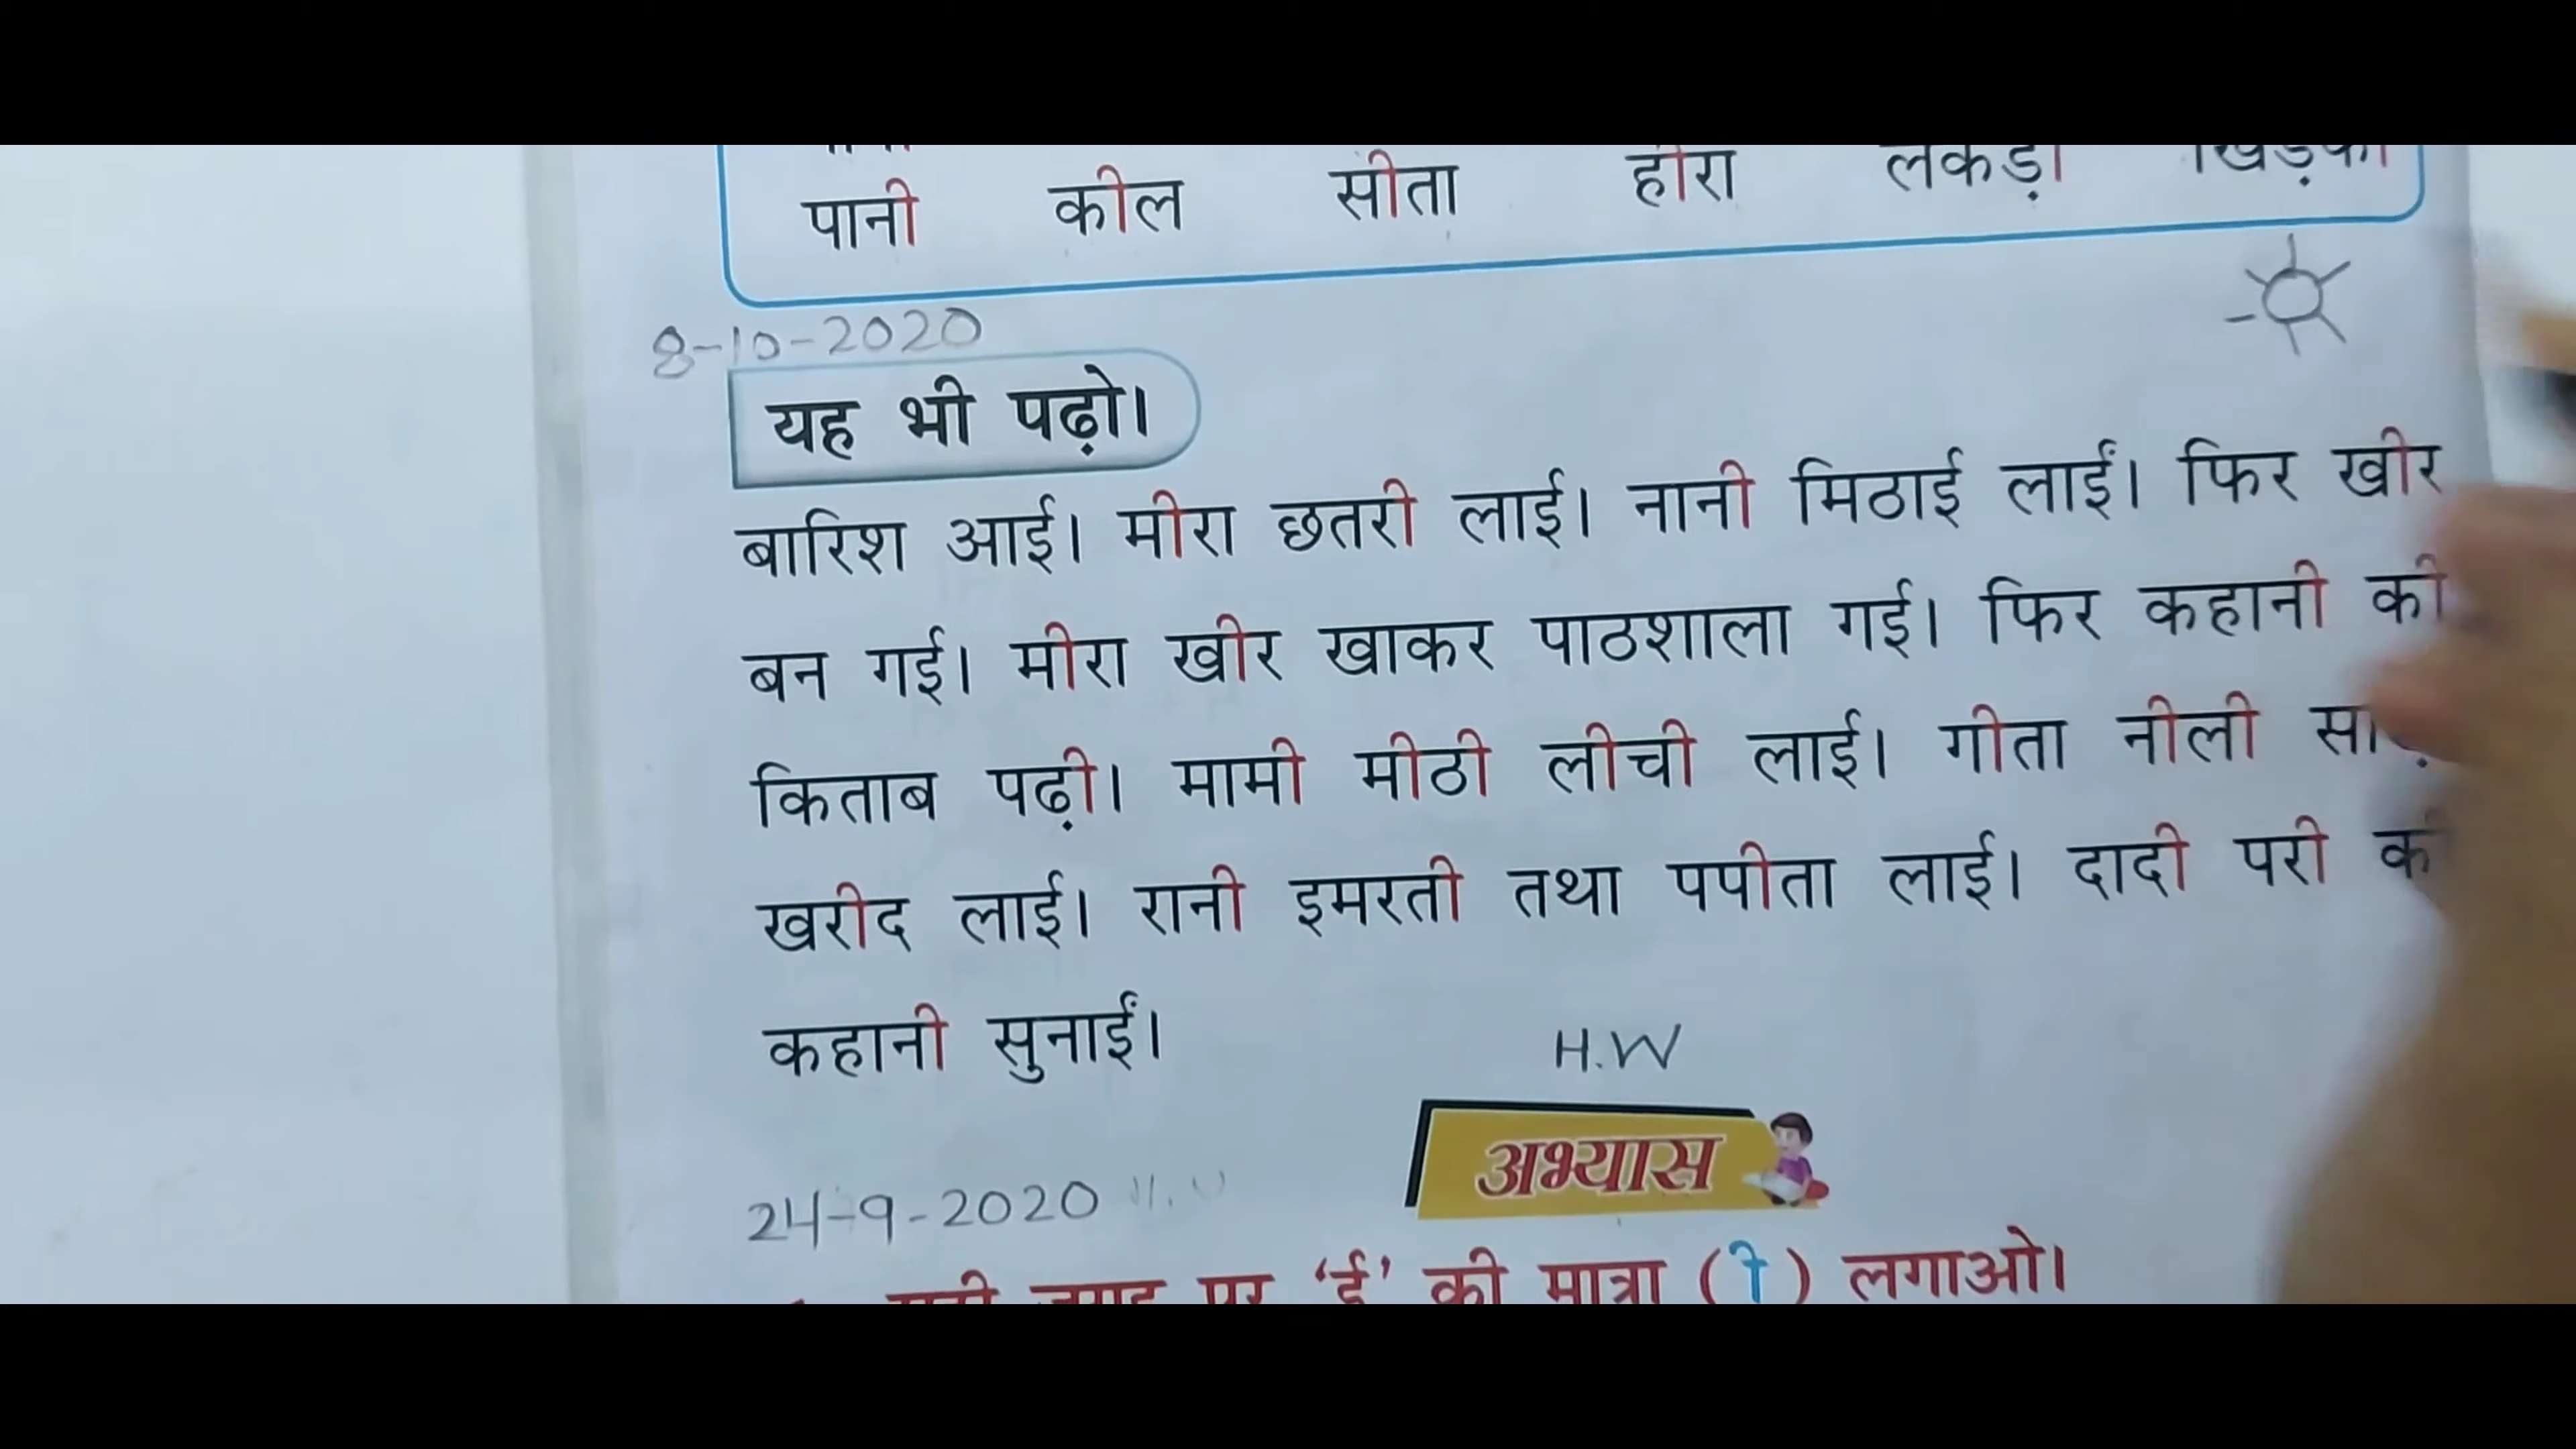 पानी कील सीता हीरा लकड़ी खिड़की
8-10-2020
यह भी पढ़ो।
बारिश आई। मीरा छतरी लाई। नानी मिठाई लाईं। फिर खीर
बन गई। मीरा खीर खाकर पाठशाला गई। फिर कहानी की
किताब पढ़ी। मामी मीठी लीची लाई। गीता नीली
खरीद लाई। रानी इमरती तथा पपीता लाई। दादी परी
कहानी सुनाईं।
H.W
अभ्यास
24-9-2020
पर 'ई' की मात्रा (ी) लगाओ।